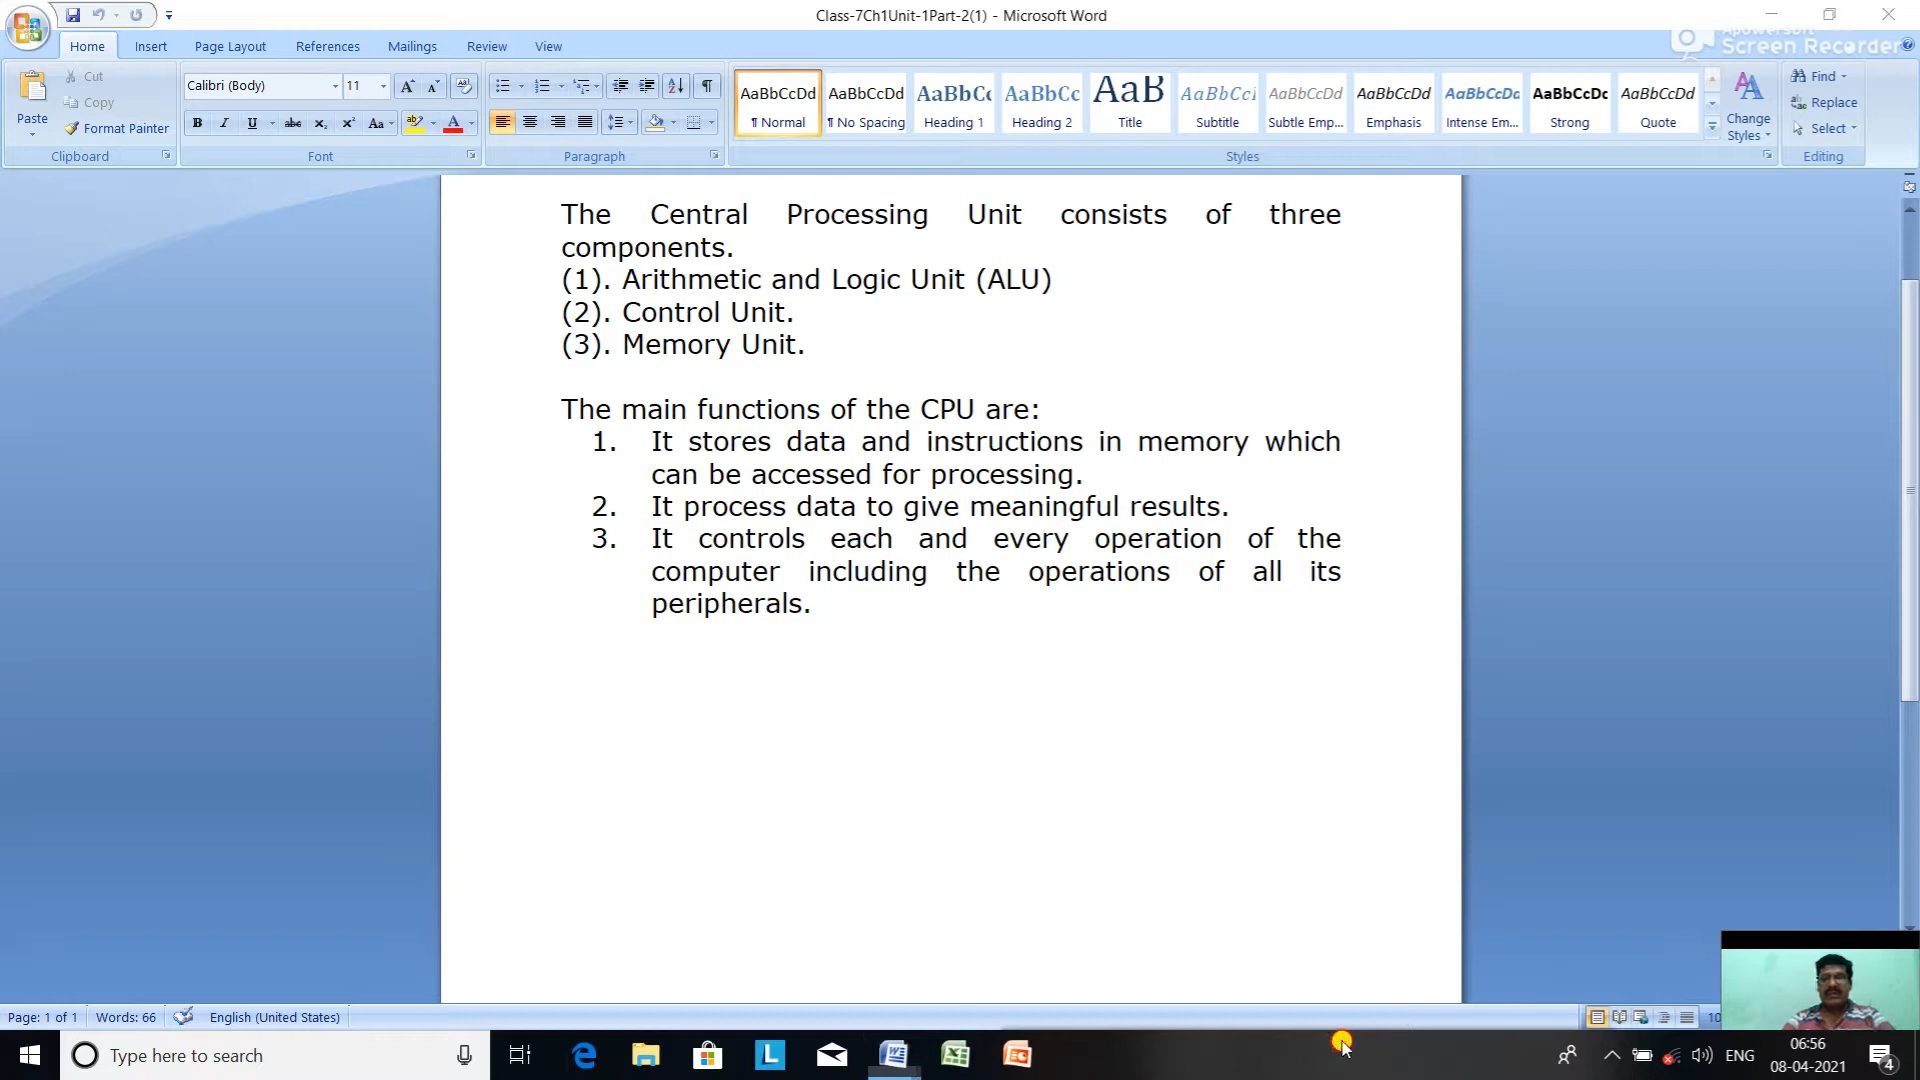 Class-7Ch1Unit-1Part-2(1) - Microsoft Word
Home Insert Page Layout References Mailings Review View
Screen Recorder
Paste
Cut
Copy
Format Painter
Clipboard
Calibri (Body) 11
Font
Paragraph
AaBbCcDd AaBbCcDd AaBbCc AaBbCc AaB AaBbCcI AaBbCcDd AaBbCcDd AaBbCcDd AaBbCcDc AaBbCcDd
¶ Normal ¶ No Spacing Heading 1 Heading 2 Title Subtitle Subtle Emp... Emphasis Intense Em... Strong Quote
Styles
Change Styles
Find
Replace
Select
Editing
The Central Processing Unit consists of three
components.
(1). Arithmetic and Logic Unit (ALU)
(2). Control Unit.
(3). Memory Unit.
The main functions of the CPU are:
1. It stores data and instructions in memory which
can be accessed for processing.
2. It process data to give meaningful results.
3. It controls each and every operation of the
computer including the operations of all its
peripherals.
Page: 1 of 1 Words: 66 English (United States)
Type here to search
ENG
06:56
08-04-2021
4